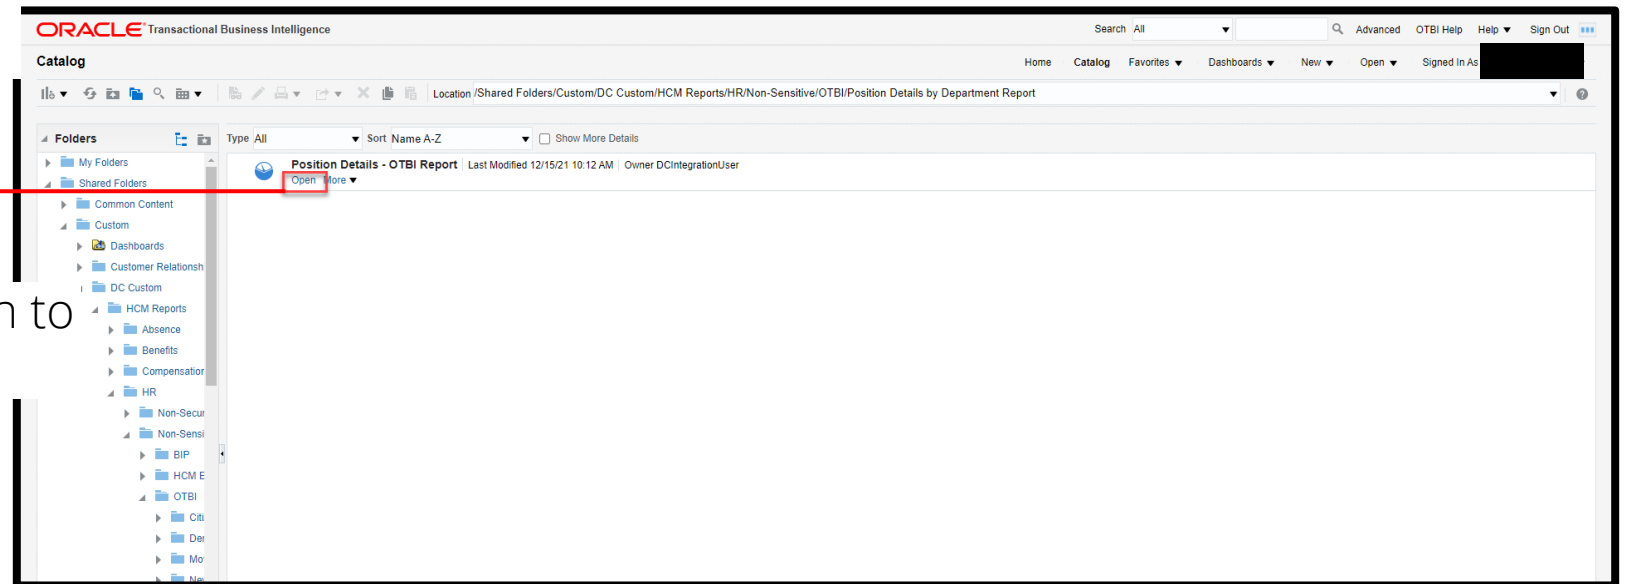 ORACLE Transactional Business Intelligence
Search All Advanced OTBI Help Help Sign Out
Catalog
Home Catalog Favorites Dashboards New Open Signed In As
Location /Shared Folders/Custom/DC Custom/HCM Reports/HR/Non-Sensitive/OTBI/Position Details by Department Report
Folders
Type All Sort Name A-Z Show More Details
My Folders
Shared Folders
Common Content
Custom
Dashboards
Customer Relationsh
DC Custom
HCM Reports
Absence
Benefits
Compensation
HR
Non-Secur
Non-Sensi
BIP
HCM E
OTBI
Citi
Der
Mo
Nev
Position Details - OTBI Report Last Modified 12/15/21 10:12 AM Owner DCIntegrationUser
Open More
n to